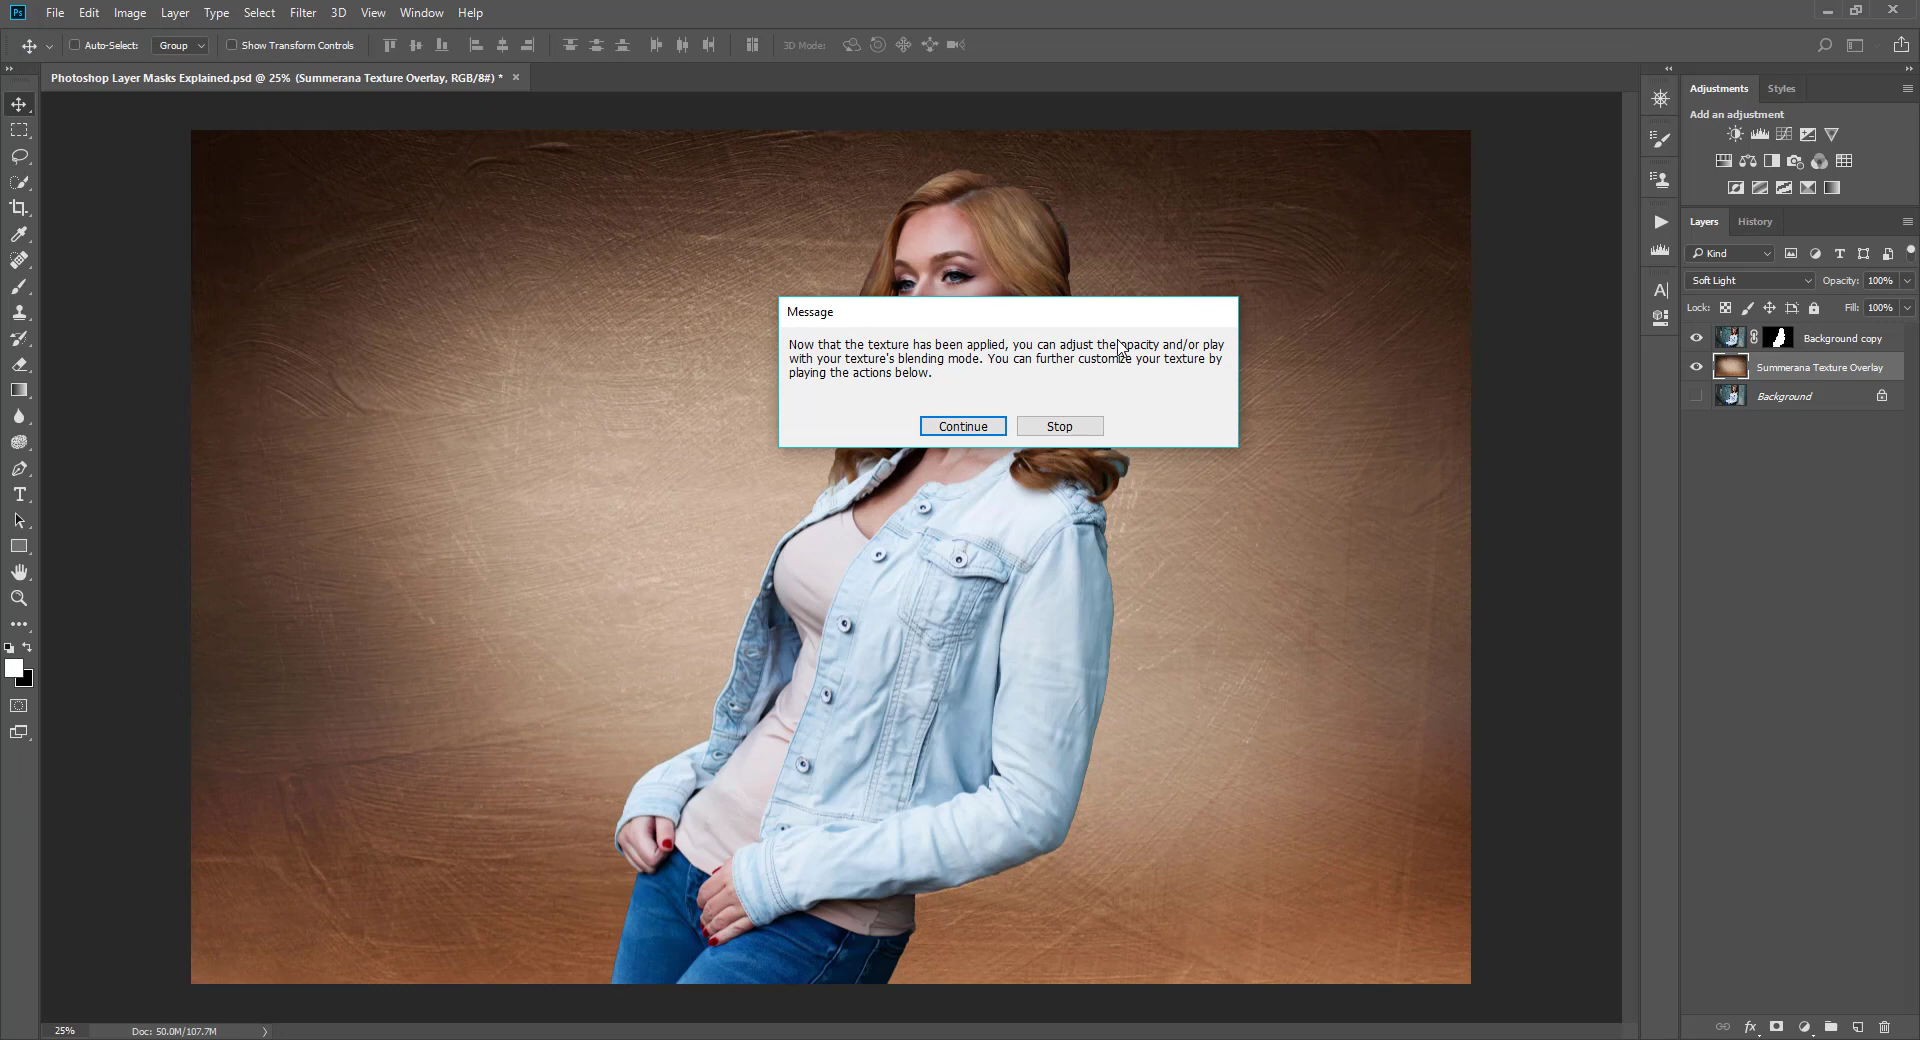 Ps File Edit Image Layer Type Select Filter 3D View Window Help
Auto-Select: Group Show Transform Controls 3D Mode:
Photoshop Layer Masks Explained.psd @ 25% (Summerana Texture Overlay, RGB/8#) *
Adjustments Styles
Add an adjustment
Layers History
Kind
Soft Light Opacity: 100%
Lock: Fill: 100%
Background copy
Summerana Texture Overlay
Background
Message
Now that the texture has been applied, you can adjust the opacity and/or play
with your texture's blending mode. You can further customize your texture by
playing the actions below.
Continue Stop
25% Doc: 50.0M/107.7M